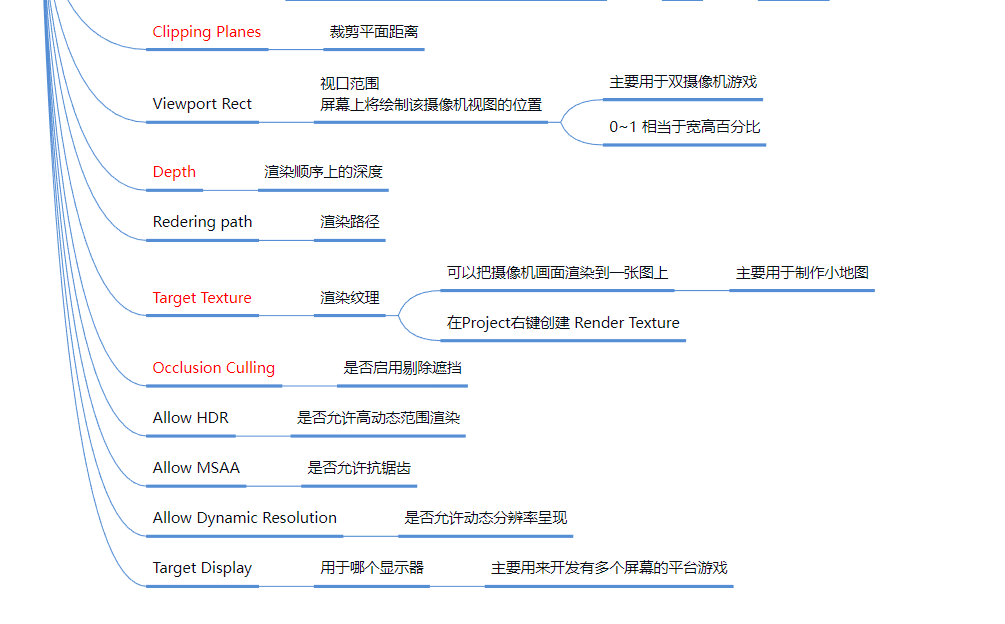 Clipping Planes
裁剪平面距离
Viewport Rect
视口范围
屏幕上将绘制该摄像机视图的位置
主要用于双摄像机游戏
0~1 相当于宽高百分比
Depth
渲染顺序上的深度
Redering path
渲染路径
Target Texture
渲染纹理
可以把摄像机画面渲染到一张图上
主要用于制作小地图
在Project右键创建 Render Texture
Occlusion Culling
是否启用剔除遮挡
Allow HDR
是否允许高动态范围渲染
Allow MSAA
是否允许抗锯齿
Allow Dynamic Resolution
是否允许动态分辨率呈现
Target Display
用于哪个显示器
主要用来开发有多个屏幕的平台游戏